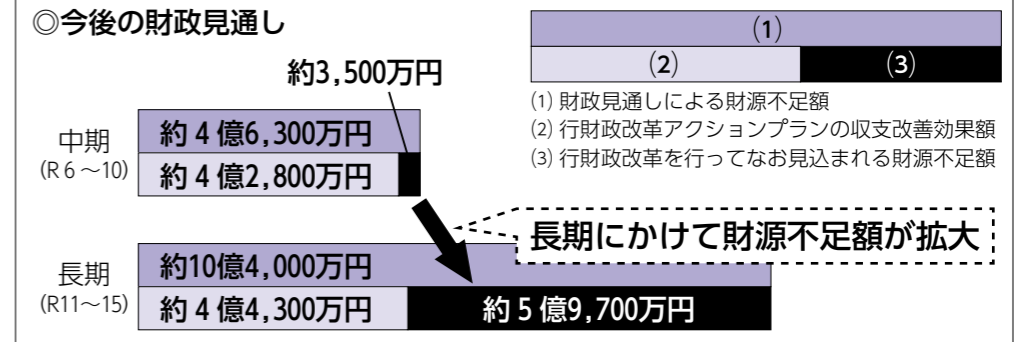 ◎今後の財政見通し
(1)
(2) (3)
(1) 財政見通しによる財源不足額
(2) 行財政改革アクションプランの収支改善効果額
(3) 行財政改革を行ってなお見込まれる財源不足額
約3,500万円
中期
(R6～10)
約4億6,300万円
約4億2,800万円
長期にかけて財源不足額が拡大
長期
(R11～15)
約10億4,000万円
約4億4,300万円 約5億9,700万円